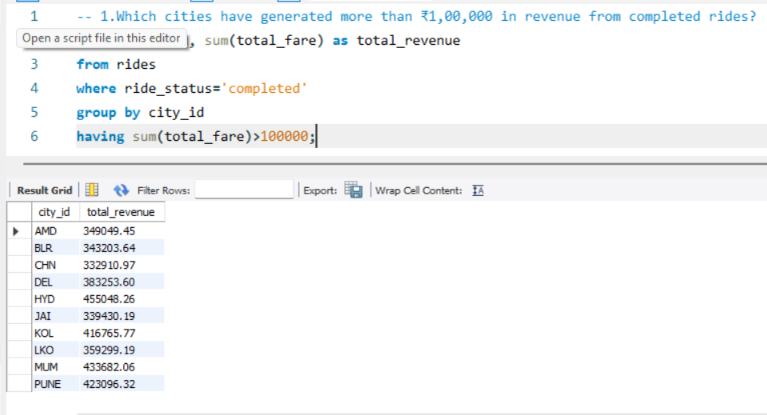 1 -- 1.Which cities have generated more than ₹1,00,000 in revenue from completed rides?
Open a script file in this editor , sum(total_fare) as total_revenue
3 from rides
4 where ride_status='completed'
5 group by city_id
6 having sum(total_fare)>100000;
Result Grid Filter Rows: Export: Wrap Cell Content:
city_id total_revenue
AMD 349049.45
BLR 343203.64
CHN 332910.97
DEL 383253.60
HYD 455048.26
JAI 339430.19
KOL 416765.77
LKO 359299.19
MUM 433682.06
PUNE 423096.32